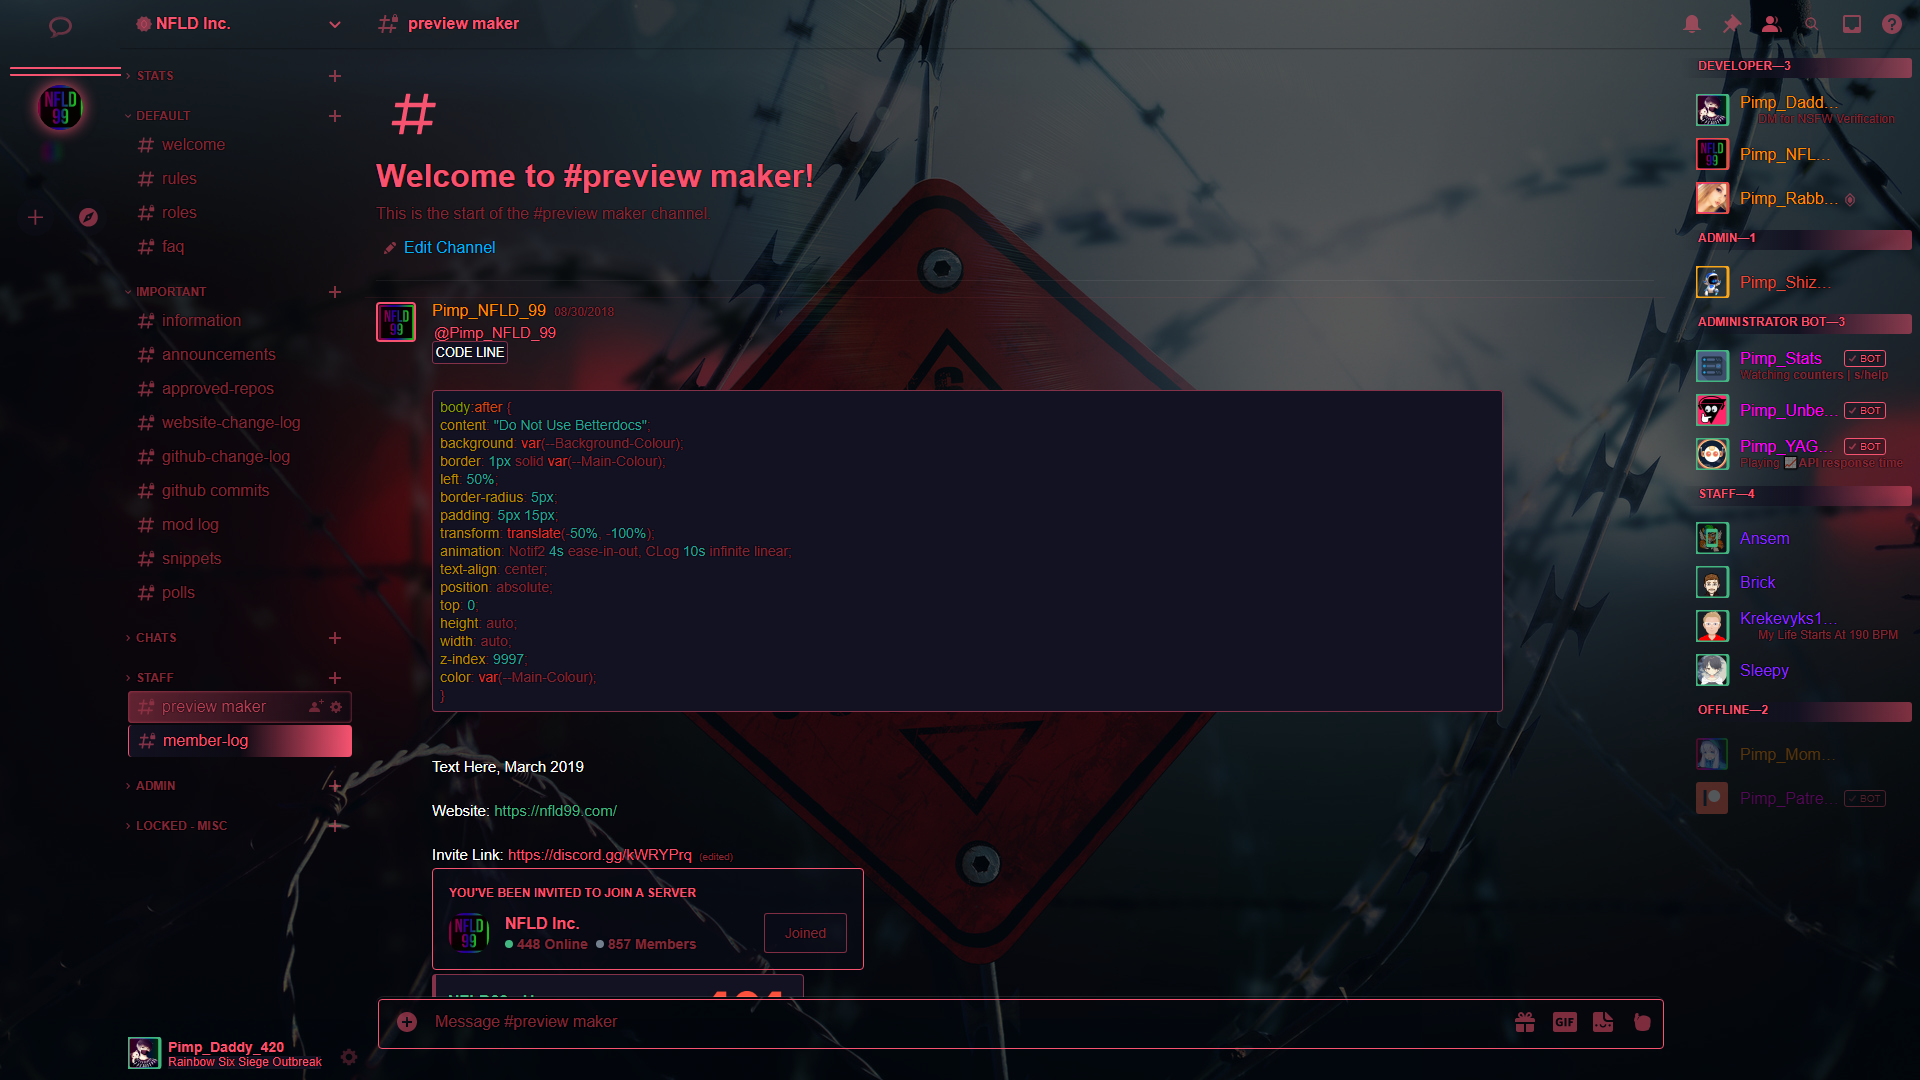 NFLD Inc.
preview maker
NFLD
99
STATS
DEFAULT
welcome
rules
roles
faq
IMPORTANT
information
announcements
approved-repos
website-change-log
github-change-log
github commits
mod log
snippets
polls
CHATS
STAFF
preview maker
member-log
ADMIN
LOCKED - MISC
Pimp_Daddy_420
Rainbow Six Siege Outbreak
Welcome to #preview maker!
This is the start of the #preview maker channel
Edit Channel
NFLD
99
Pimp_NFLD_99 08/30/2018
@Pimp_NFLD_99
CODE LINE
body:after {
content: "Do Not Use Betterdocs";
background: var(--Background-Colour);
border: 1px solid var(--Main-Colour);
left: 50%;
border-radius: 5px;
padding: 5px 15px;
transform: translate(-50%, -100%);
animation: Notif2 4s ease-in-out, CLog 10s infinite linear;
text-align: center;
position: absolute;
top: 0;
height: auto;
width: auto;
z-index: 9997;
color: var(--Main-Colour);
}
Text Here, March 2019
Website: https://nfld99.com/
Invite Link: https://discord.gg/kWRYPrq (edited)
YOU'VE BEEN INVITED TO JOIN A SERVER
NFLD
99
NFLD Inc.
448 Online 857 Members
Joined
Message #preview maker
GIF
DEVELOPER—3
Pimp_Dadd...
DM for NSFW Verification
NFLD
99
Pimp_NFL...
Pimp_Rabb...
ADMIN—1
Pimp_Shiz...
ADMINISTRATOR BOT—3
Pimp_Stats ✓ BOT
Watching counters | s/help
Pimp_Unbe... ✓ BOT
Pimp_YAG... ✓ BOT
Playing API response time
STAFF—4
Ansem
Brick
Krekevyks1...
My Life Starts At 190 BPM
Sleepy
OFFLINE—2
Pimp_Mom...
Pimp_Patre... ✓ BOT